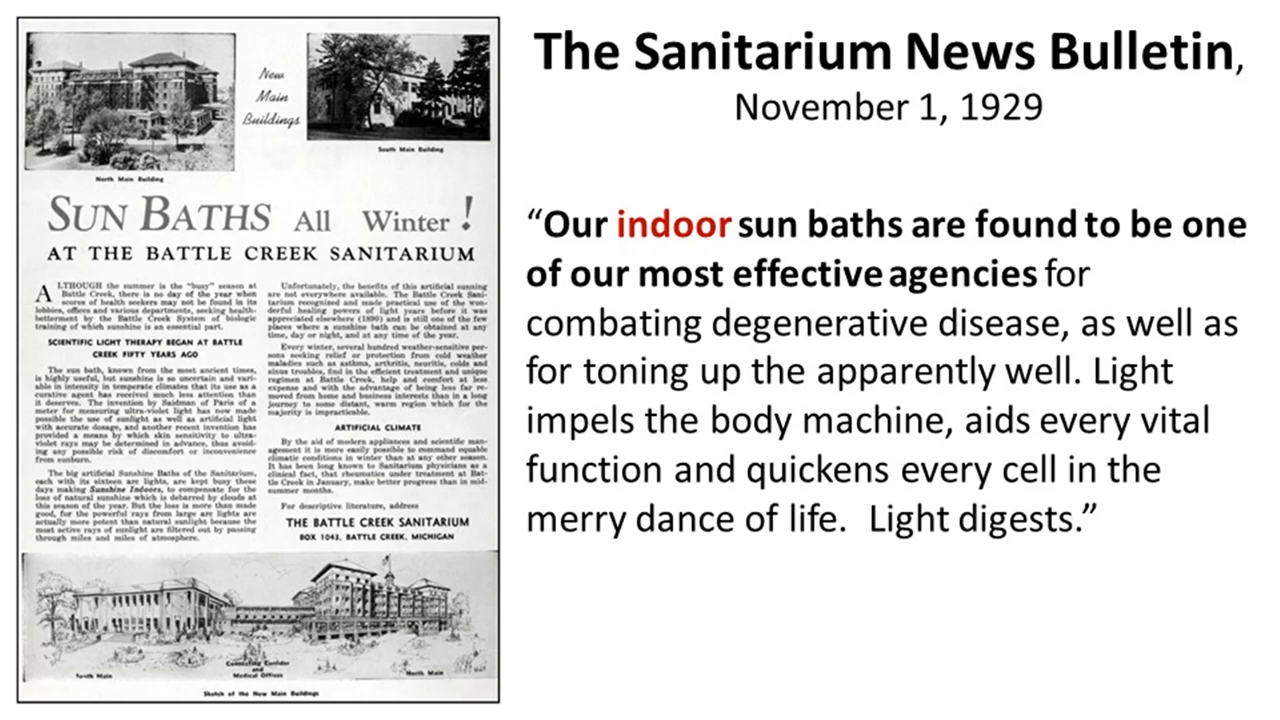 New
Main
Buildings
South Main Building
North Main Building
SUN BATHS All Winter!
AT THE BATTLE CREEK SANITARIUM
ALTHOUGH the summer is the "busy" season at
Battle Creek, there is no day of the year when
scores of health seekers may not be found in its
lobbies, offices and various departments, seeking health-
betterment by the Battle Creek System of biologic
training of which sunshine is an essential part.
SCIENTIFIC LIGHT THERAPY BEGAN AT BATTLE
CREEK FIFTY YEARS AGO
The sun bath, known from the most ancient times,
is highly useful, but sunshine is so uncertain and vari-
able in intensity in temperate climates that its use as a
curative agent has received much less attention than
it deserves. The invention by Saidman of Paris of a
meter for measuring ultra-violet light has now made
possible the use of sunlight as well as artificial light
with accurate dosage, and another recent invention has
provided a means by which skin sensitivity to ultra-
violet rays may be determined in advance, thus avoid-
ing any possible risk of discomfort or inconvenience
from sunburn.
The big artificial Sunshine Baths of the Sanitarium,
each with its sixteen arc lights, are kept busy these
days making Sunshine Indoors, to compensate for the
loss of natural sunshine which is debarred by clouds at
this season of the year. But the loss is more than made
good, for the powerful rays from large arc lights are
actually more potent than natural sunlight because the
most active rays of sunlight are filtered out by passing
through miles and miles of atmosphere.
Unfortunately, the benefits of this artificial sunning
are not everywhere available. The Battle Creek Sani-
tarium recognized and made practical use of the won-
derful healing powers of light years before it was
appreciated elsewhere (1890) and is still one of the few
places where a sunshine bath can be obtained at any
time, day or night, and at any time of the year.
Every winter, several hundred weather-sensitive per-
sons seeking relief or protection from cold weather
maladies such as asthma, arthritis, neuritis, colds and
sinus troubles, find in the efficient treatment and unique
regimen at Battle Creek, help and comfort at less
expense and with the advantage of being less far re-
moved from home and business interests than in a long
journey to some distant, warm region which for the
majority is impracticable.
ARTIFICIAL CLIMATE
By the aid of modern appliances and scientific man-
agement it is more easily possible to command equable
climatic conditions in winter than at any other season.
It has been long known to Sanitarium physicians as a
clinical fact, that rheumatics under treatment at Bat-
tle Creek in January, make better progress than in mid-
summer months.
For descriptive literature, address
THE BATTLE CREEK SANITARIUM
BOX 1043, BATTLE CREEK, MICHIGAN
South Main
Connecting Corridor
and
Medical Offices
North Main
Sketch of the New Main Buildings
The Sanitarium News Bulletin,
November 1, 1929
“Our indoor sun baths are found to be one
of our most effective agencies for
combating degenerative disease, as well as
for toning up the apparently well. Light
impels the body machine, aids every vital
function and quickens every cell in the
merry dance of life.  Light digests.”